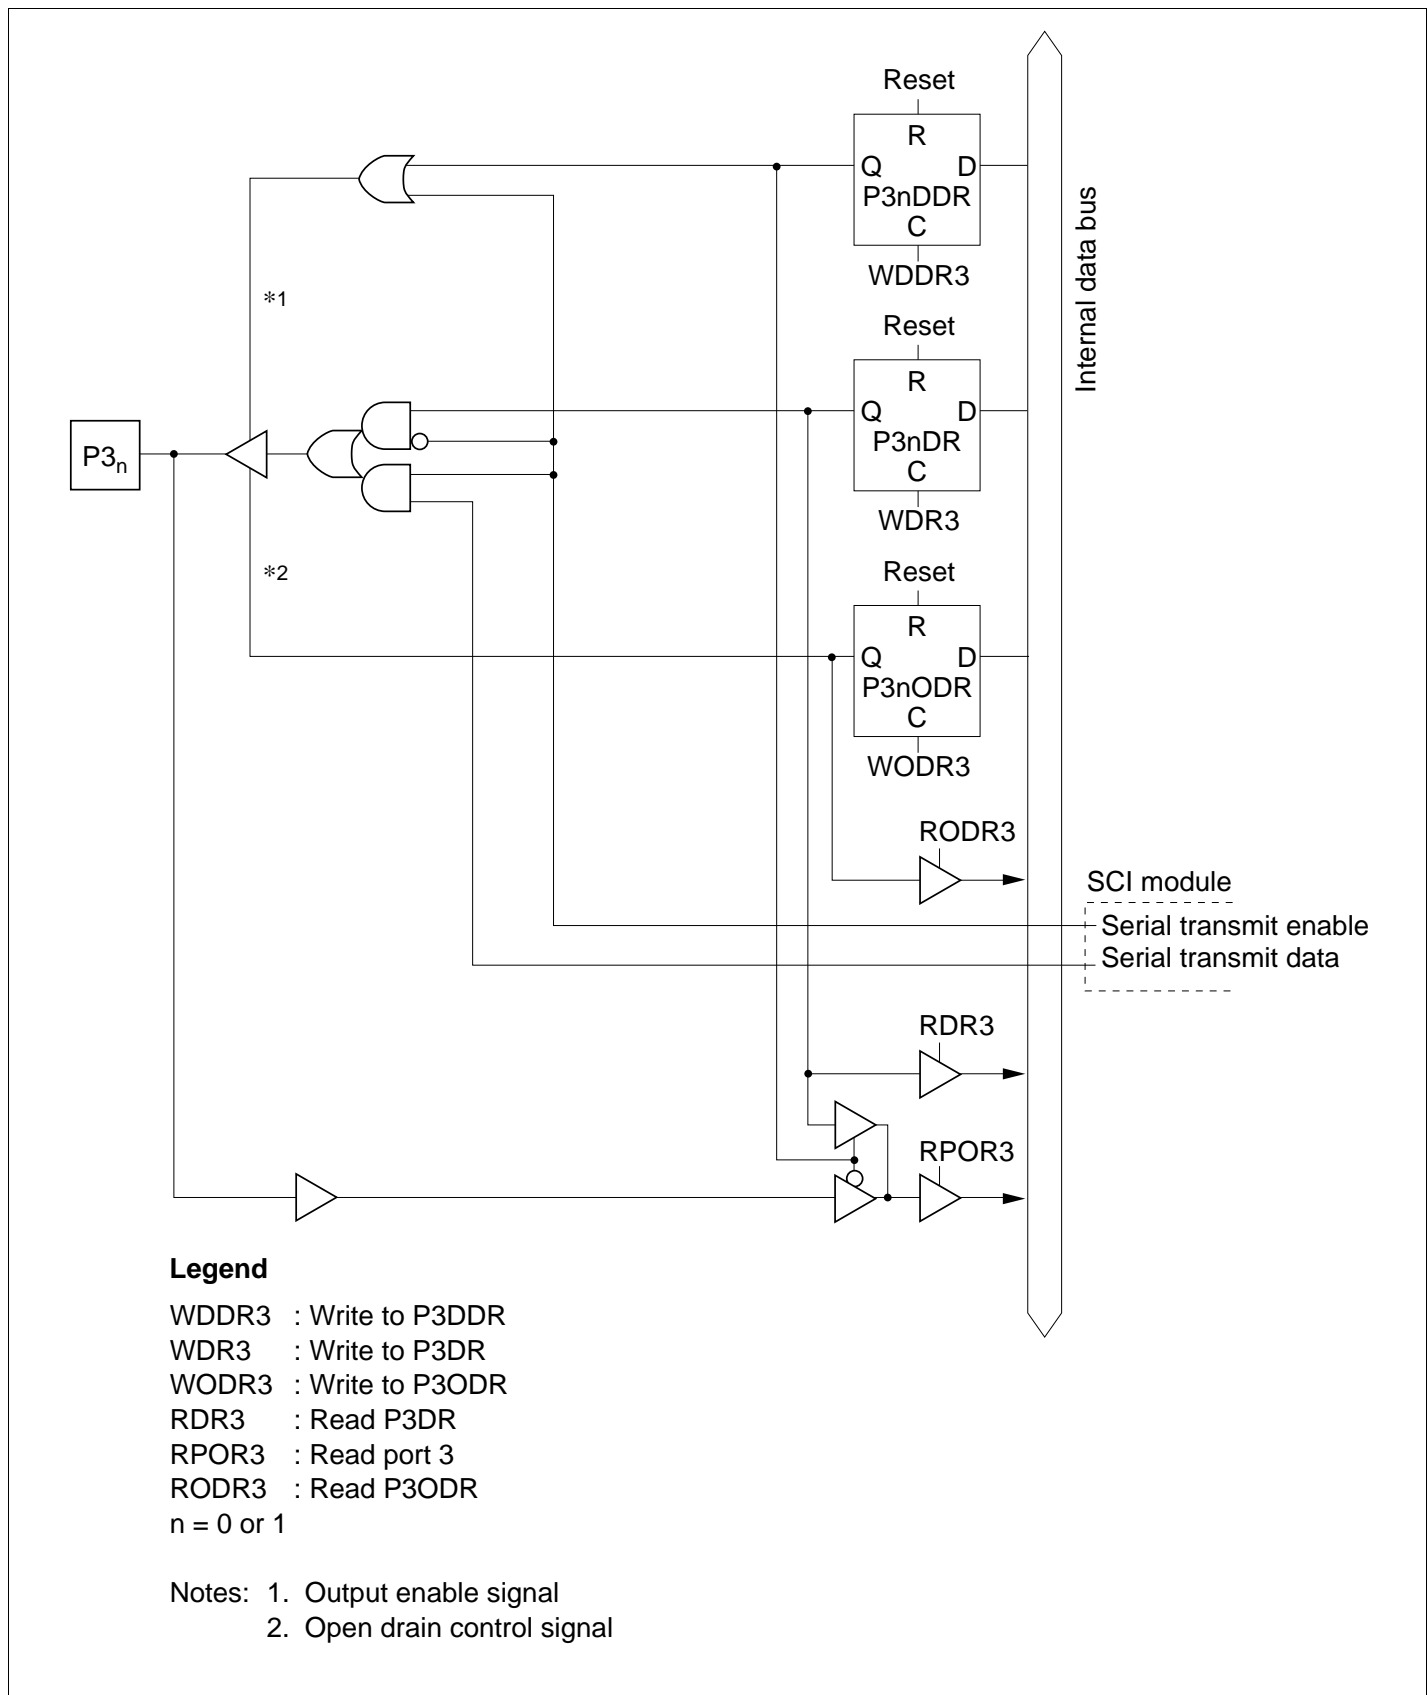 Reset
R
Q D
P3nDDR
C
WDDR3
Internal data bus
*1
Reset
R
Q D
P3nDR
C
WDR3
P3n
*2
Reset
R
Q D
P3nODR
C
WODR3
RODR3
SCI module
Serial transmit enable
Serial transmit data
RDR3
RPOR3
Legend
WDDR3 : Write to P3DDR
WDR3 : Write to P3DR
WODR3 : Write to P3ODR
RDR3 : Read P3DR
RPOR3 : Read port 3
RODR3 : Read P3ODR
n = 0 or 1
Notes: 1. Output enable signal
2. Open drain control signal